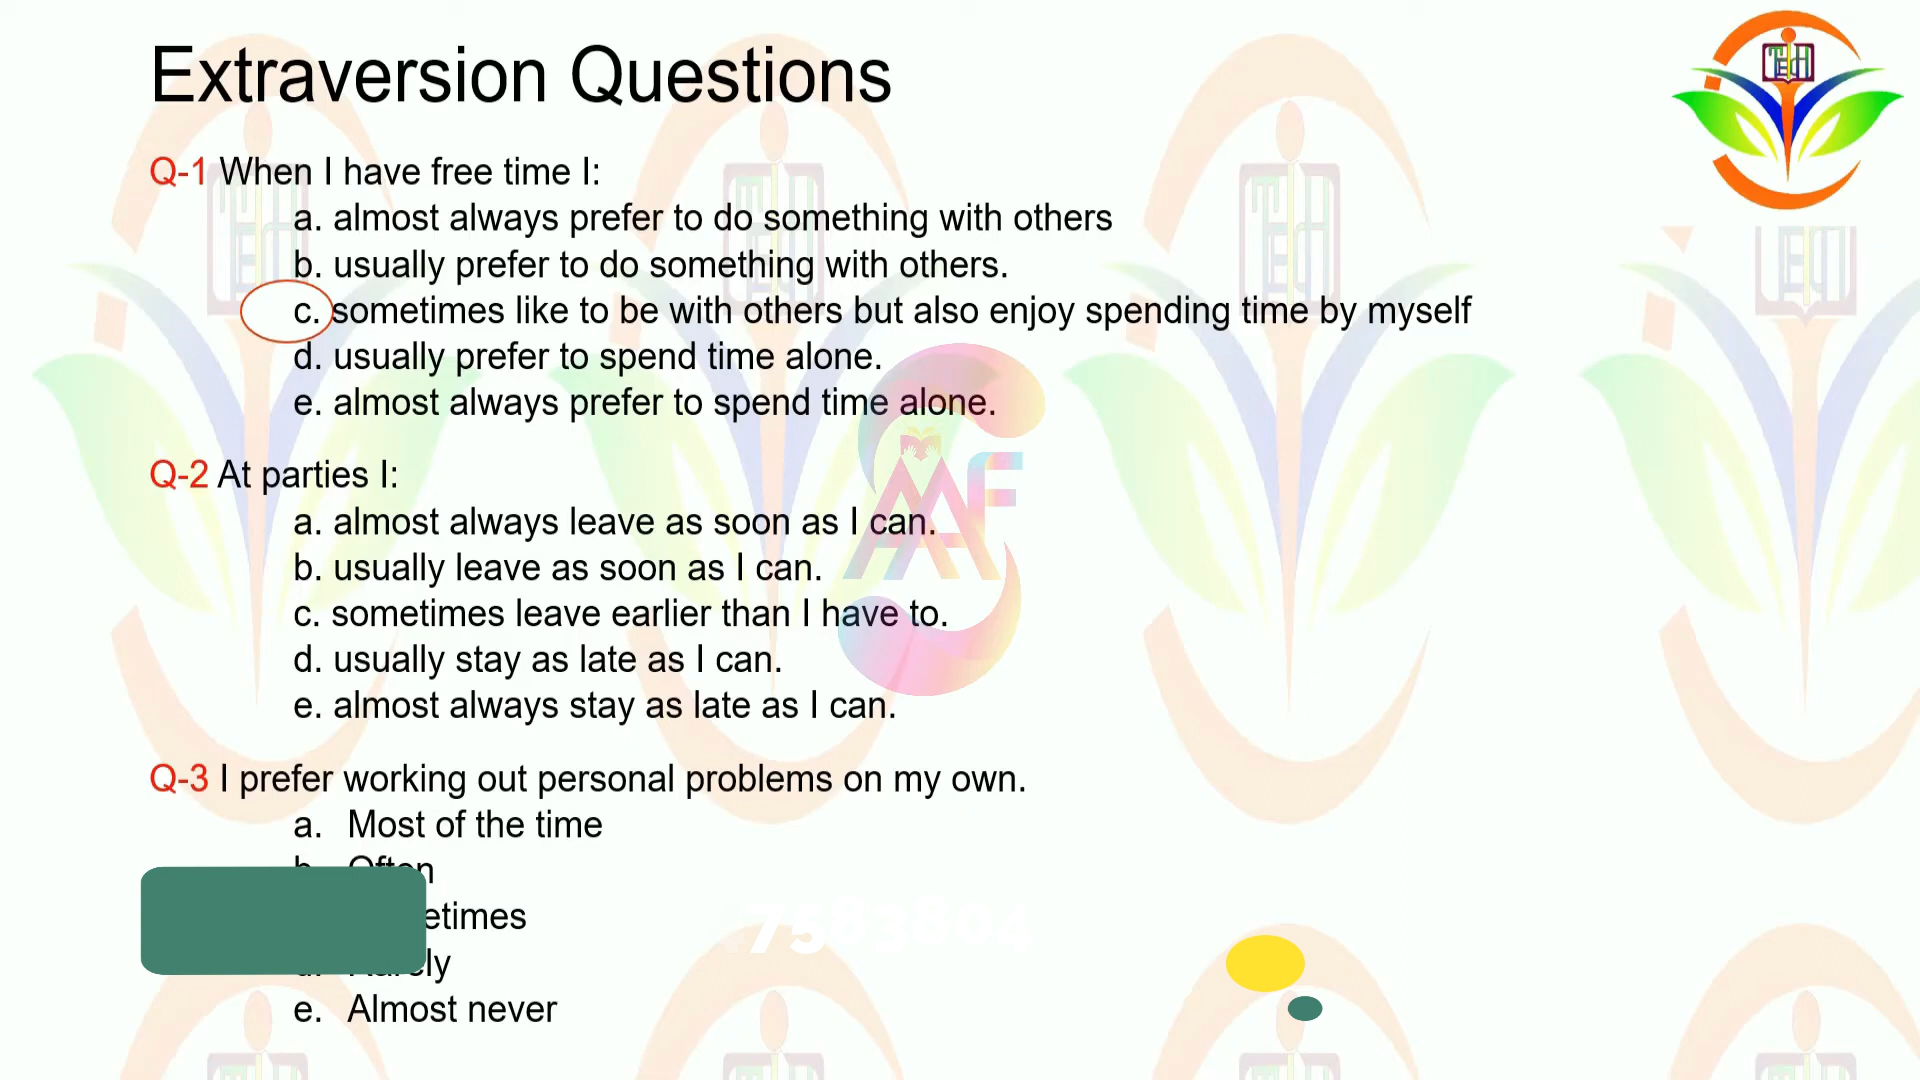 Extraversion Questions
Q-1 When I have free time I:
a. almost always prefer to do something with others
b. usually prefer to do something with others.
c. sometimes like to be with others but also enjoy spending time by myself
d. usually prefer to spend time alone.
e. almost always prefer to spend time alone.
Q-2 At parties I:
a. almost always leave as soon as I can.
b. usually leave as soon as I can.
c. sometimes leave earlier than I have to.
d. usually stay as late as I can.
e. almost always stay as late as I can.
Q-3 I prefer working out personal problems on my own.
a. Most of the time
b. Often
etimes
d. Rarely
e. Almost never
7583804
TECH
AAF